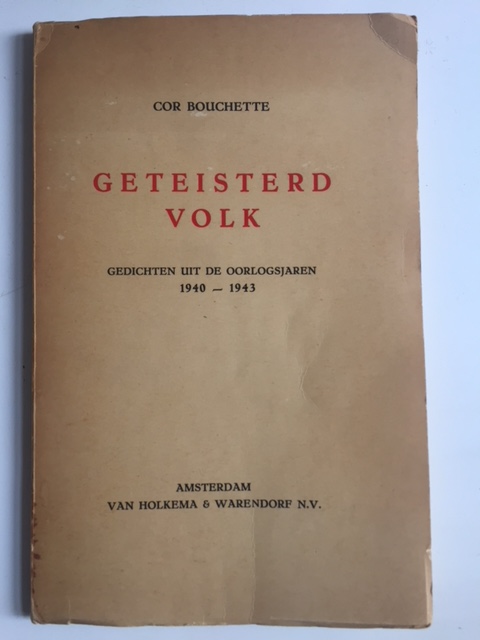 COR BOUCHETTE
GETEISTERD
VOLK
GEDICHTEN UIT DE OORLOGSJAREN
1940 — 1943
AMSTERDAM
VAN HOLKEMA & WARENDORF N.V.